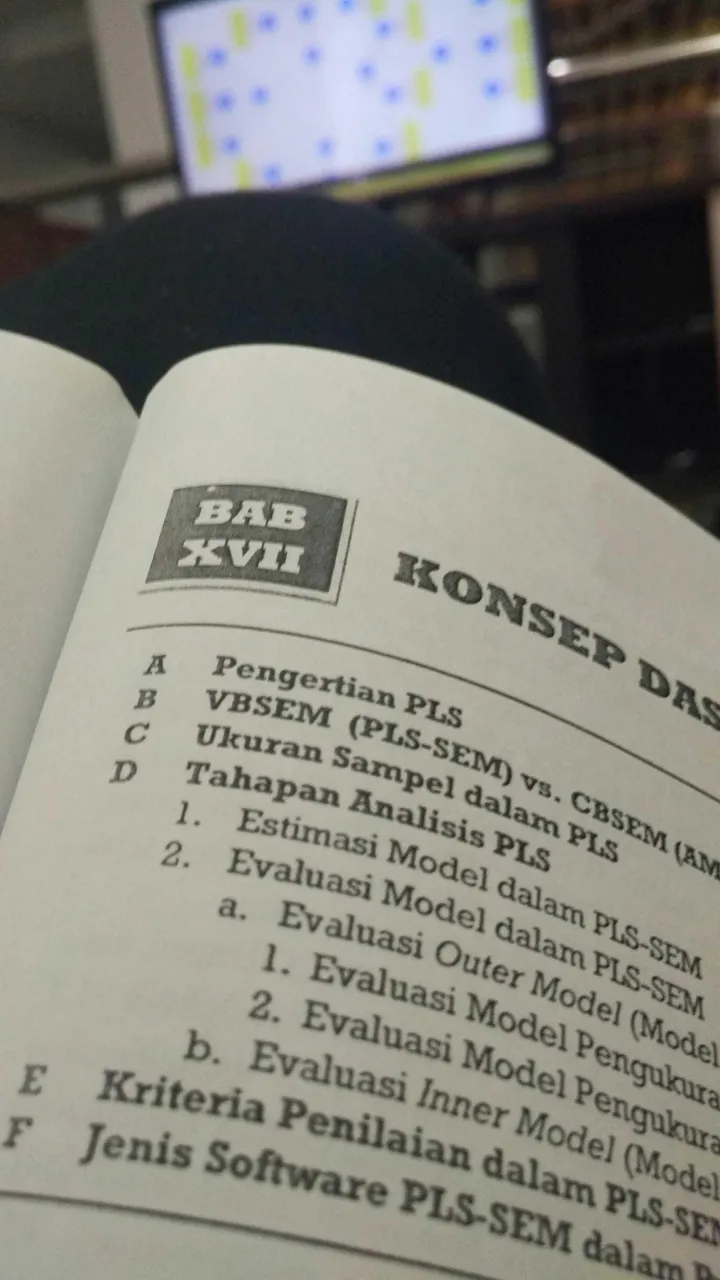 BAB
XVII
KONSEP DAS
A Pengertian PLS
B VBSEM (PLS-SEM) vs. CBSEM (AM
C Ukuran Sampel dalam PLS
D Tahapan Analisis PLS
1. Estimasi Model dalam PLS-SEM
2. Evaluasi Model dalam PLS-SEM
a. Evaluasi Outer Model (Model
1. Evaluasi Model Pengukura
2. Evaluasi Model Pengukura
b. Evaluasi Inner Model (Model
E Kriteria Penilaian dalam PLS-SEM
F Jenis Software PLS-SEM dalam